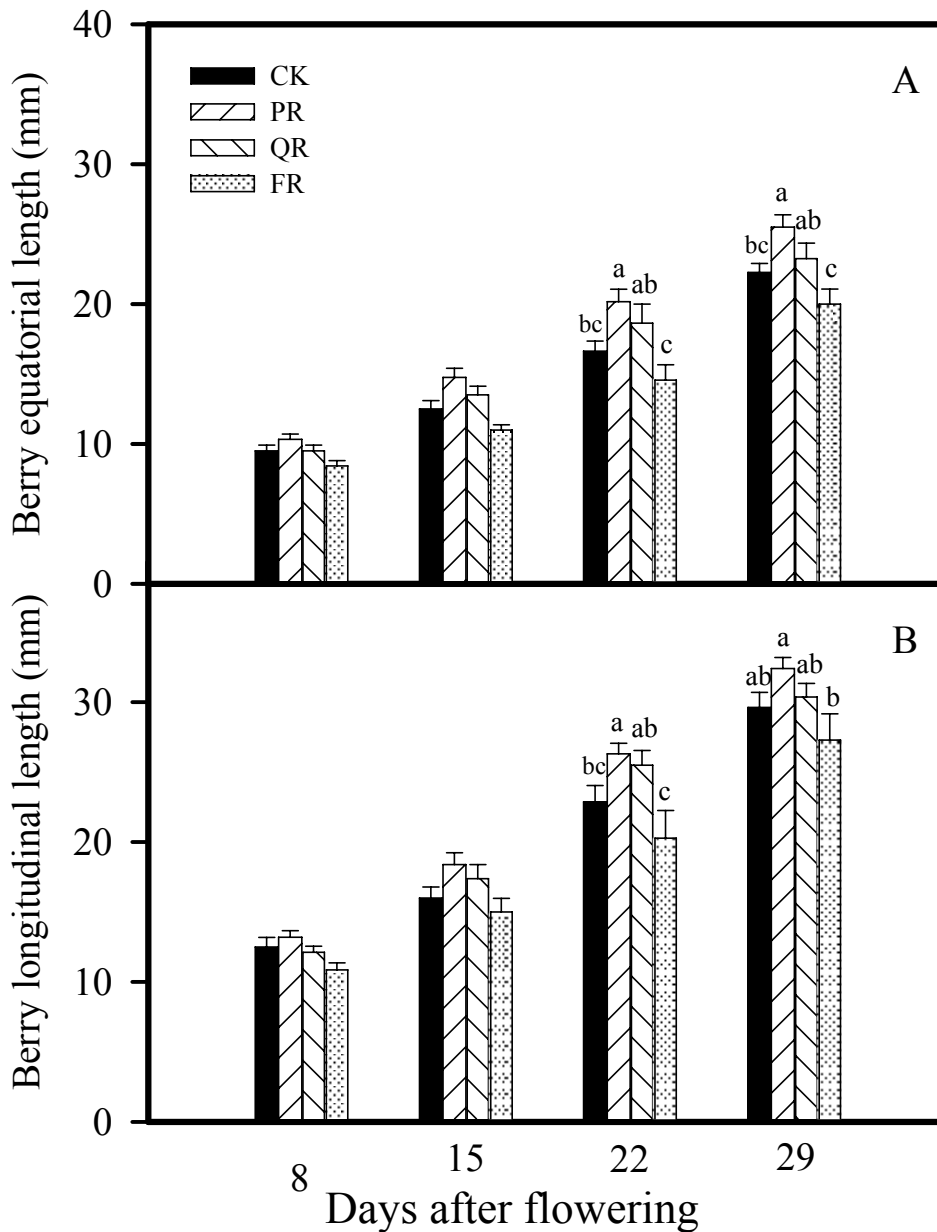 40
A
CK
PR
QR
FR
30
a
ab
bc
c
a
ab
bc
c
20
10
0
Berry equatorial length (mm)
B
a
ab
ab
b
30
a
ab
bc
c
20
10
0
Berry longitudinal length (mm)
8
15
22
29
Days after flowering